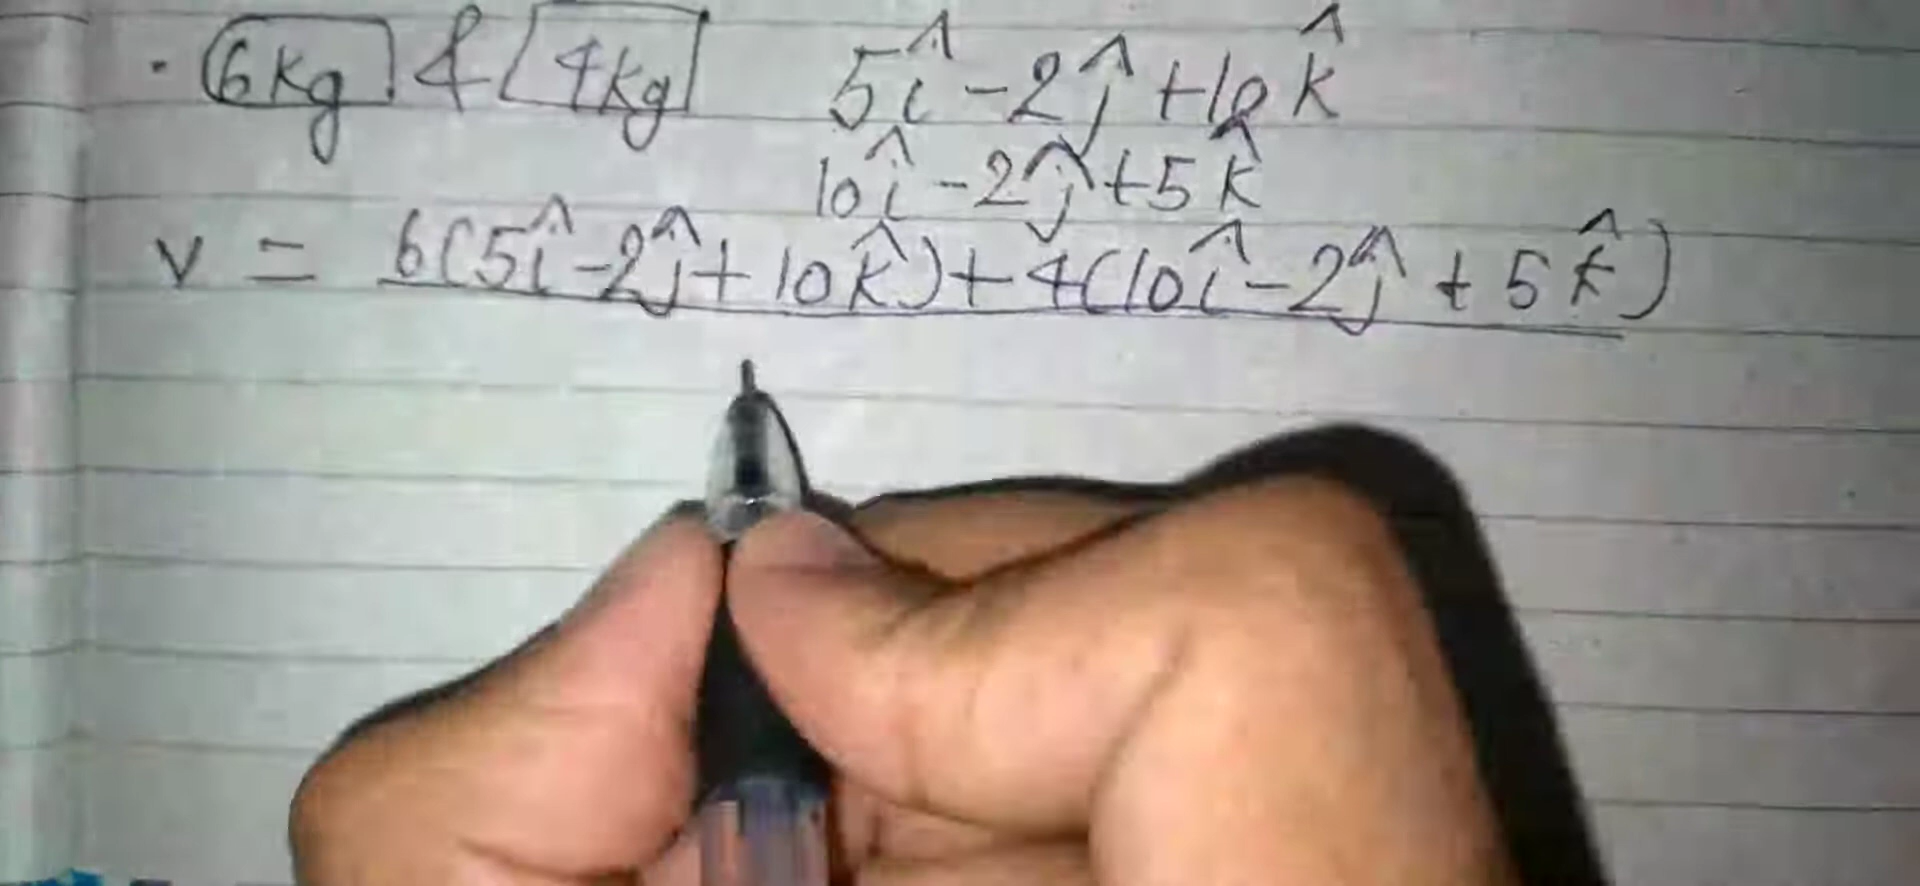 · 6kg & 4kg 5î - 2ĵ + 10k̂
10î - 2ĵ + 5k̂
v = 6(5î - 2ĵ + 10k̂) + 4(10î - 2ĵ + 5k̂)